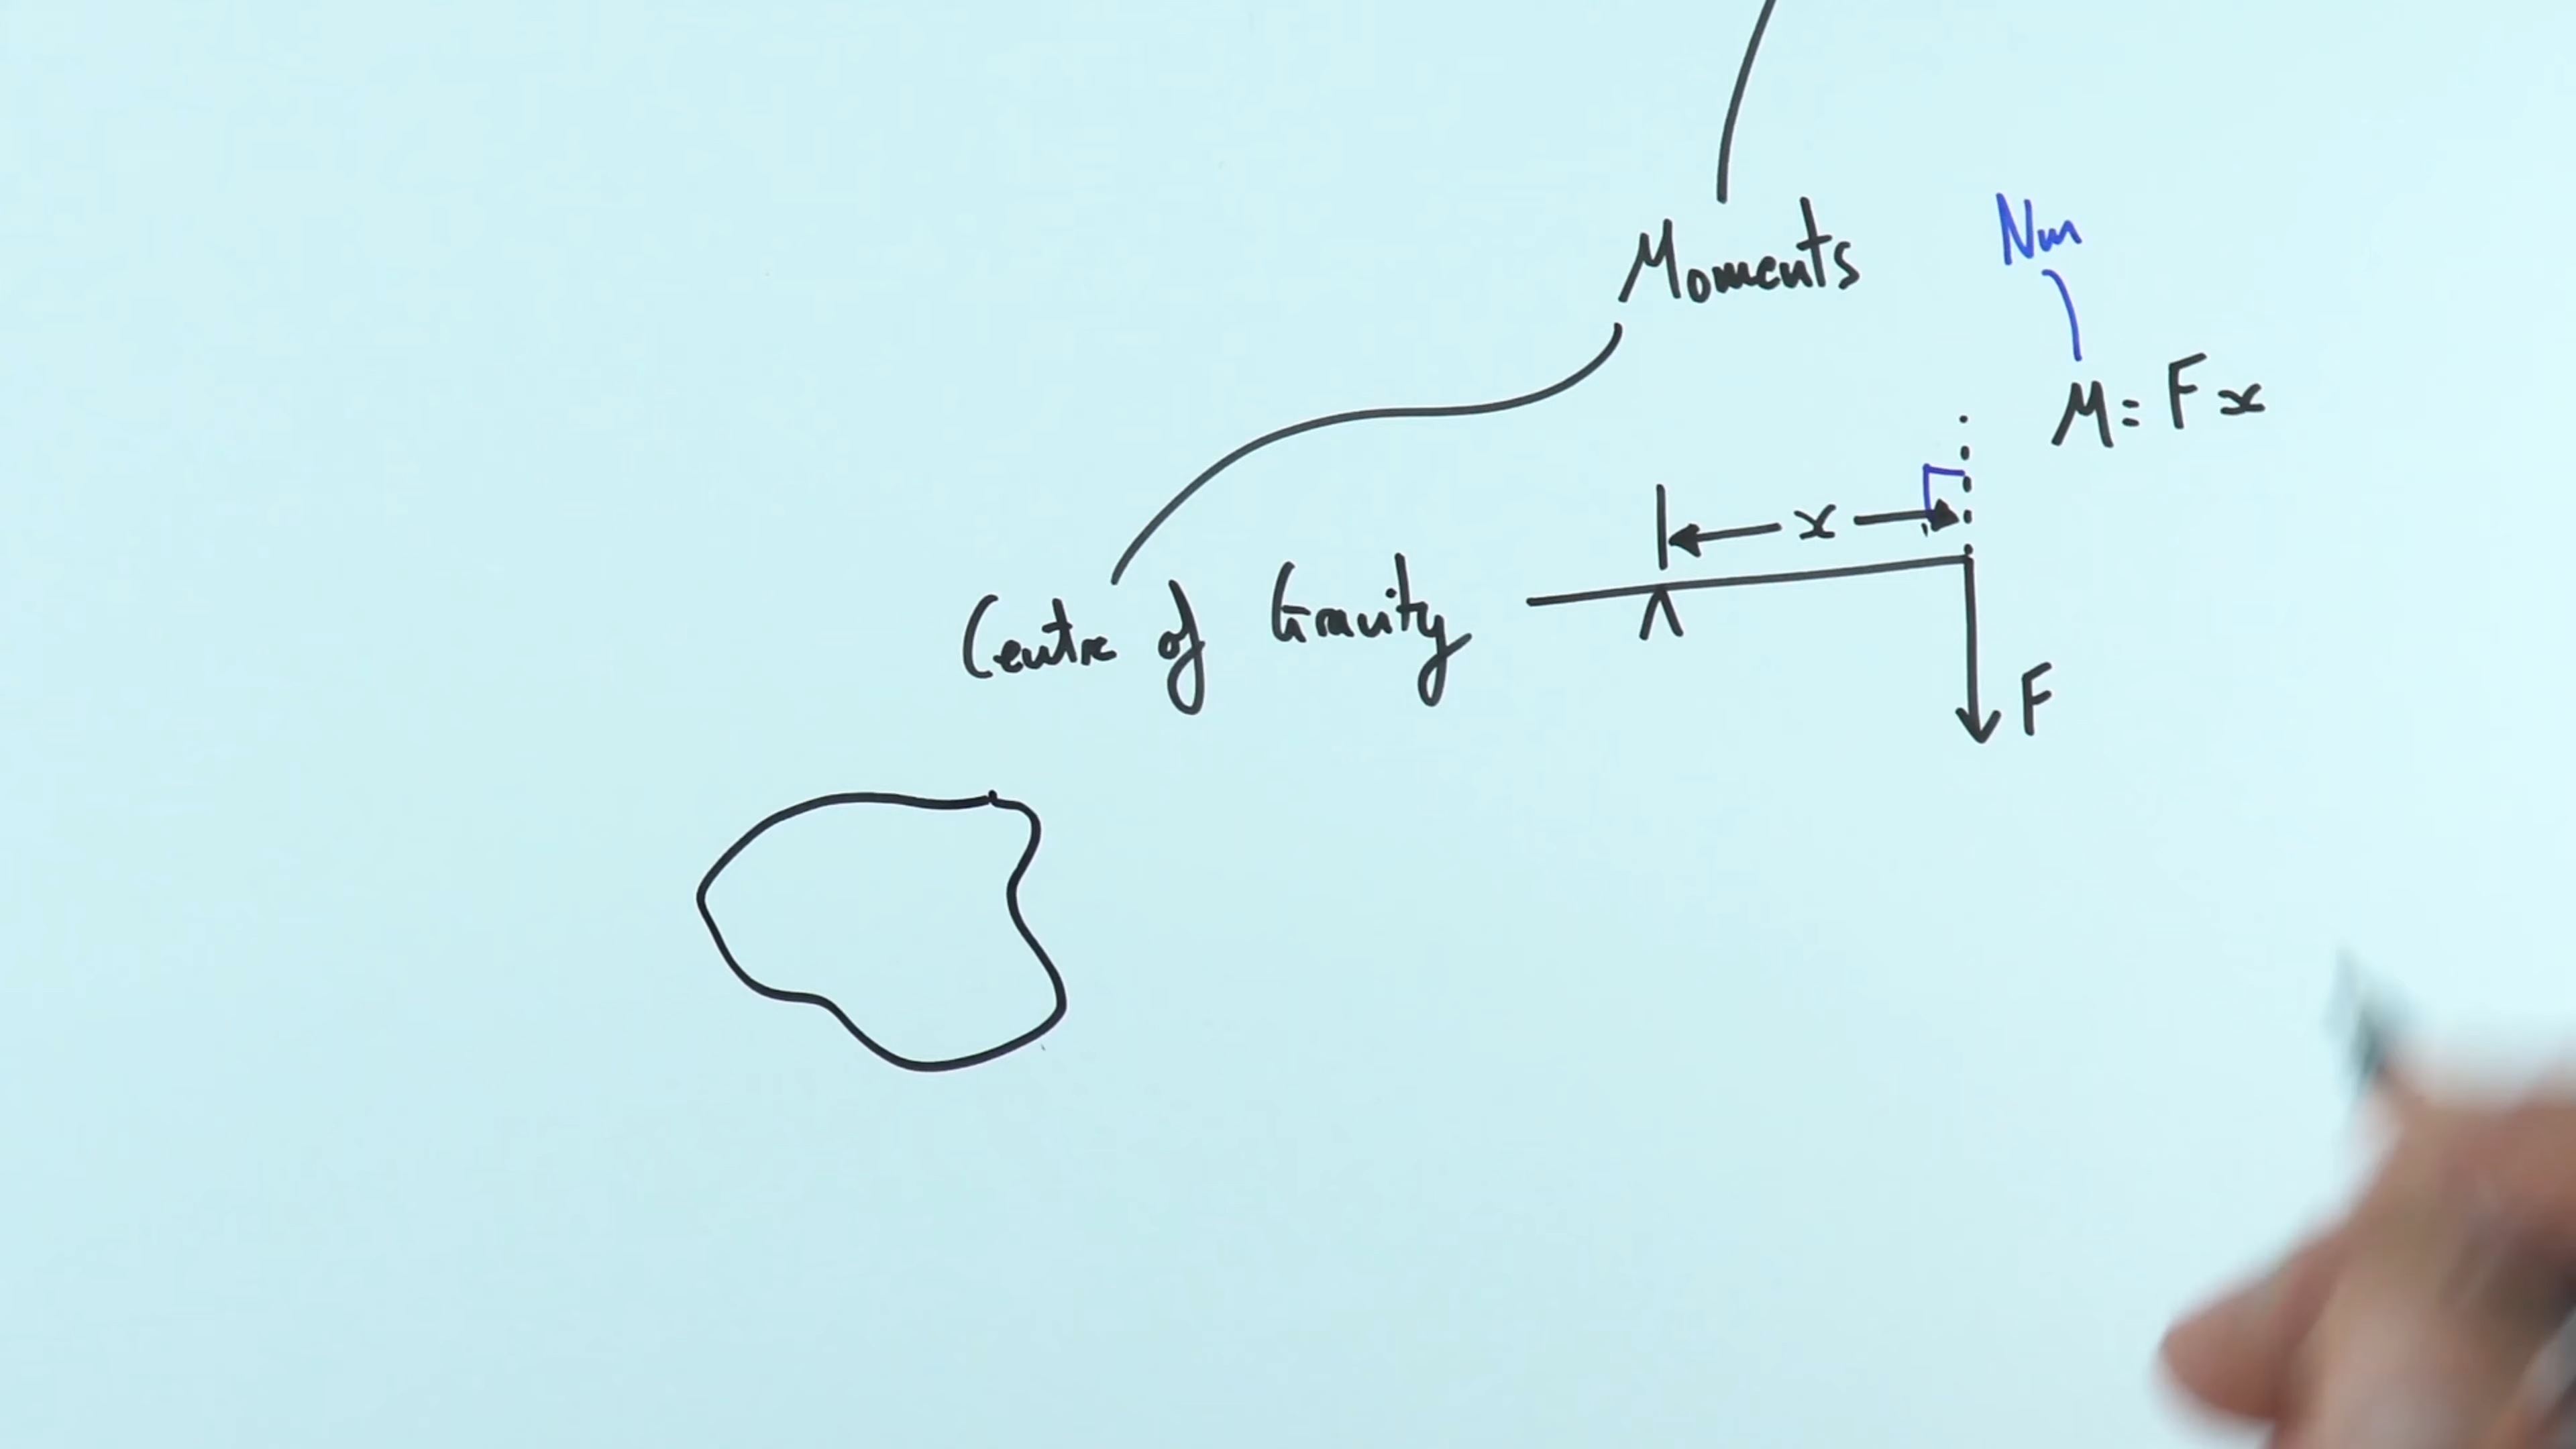 Moments
Nm
M = Fx
x
Centre of Gravity
F